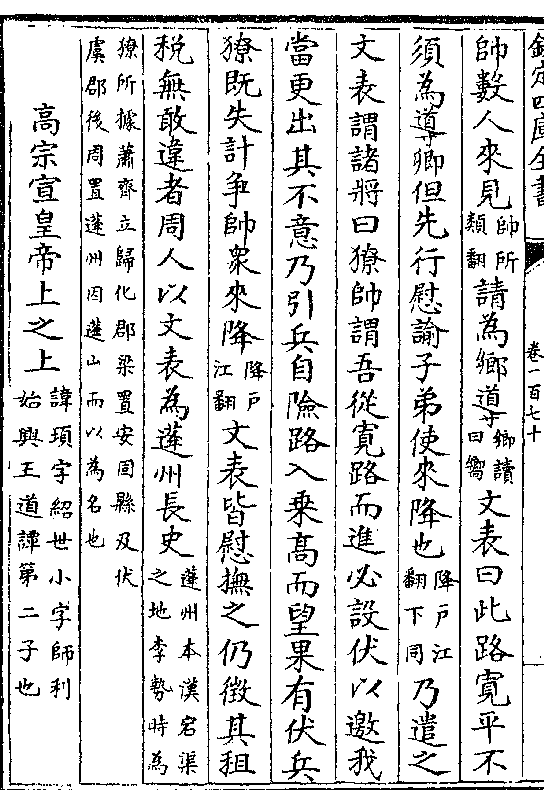 欽定四庫全書
卷一百七十
帥數人來見帥所類翻請為鄉導鄉讀曰嚮文表曰此路寛平不
須為導卿但先行慰諭子弟使來降也降戸江翻下同乃遣之
文表謂諸將曰獠帥謂吾從寛路而進必設伏以邀我
當更出其不意乃引兵自險路入乗髙而望果有伏兵
獠既失計爭帥衆來降降戸江翻文表皆慰撫之仍徴其租
稅無敢違者周人以文表為蓬州長史蓬州本漢宕渠之地李勢時為
獠所據蕭齊立歸化郡梁置安固縣及伏虞郡後周置蓬州因蓬山而以為名也
高宗宣皇帝上之上諱頊字紹世小字師利始興王道譚第二子也